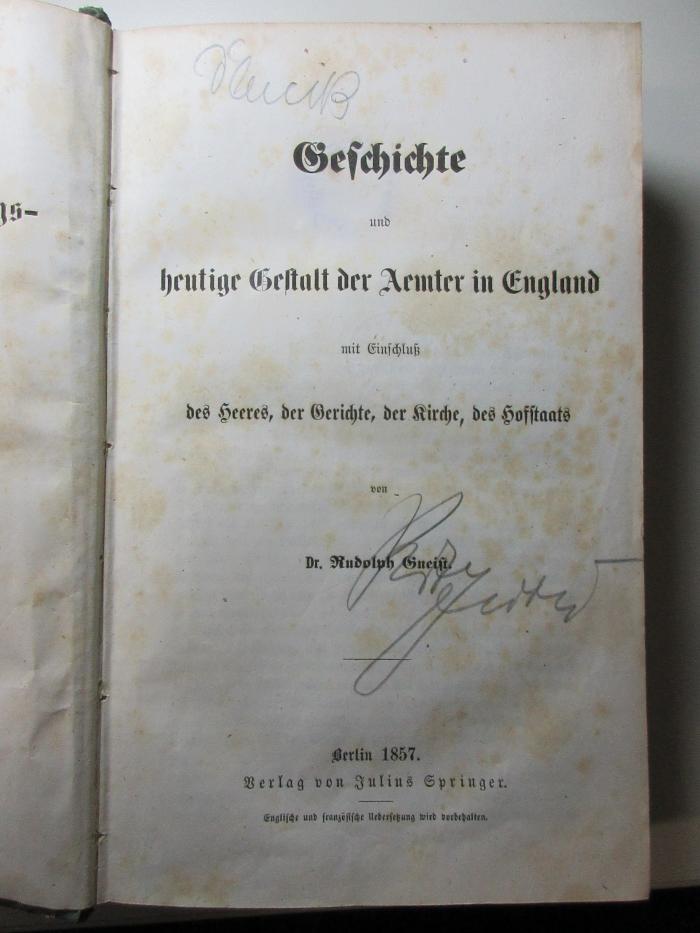 gs-
Geschichte
und
heutige Gestalt der Aemter in England
mit Einschluß
des Heeres, der Gerichte, der Kirche, des Hofstaats
von
Dr. Rudolph Gneist.
Berlin 1857.
Verlag von Julius Springer.
Englische und französische Uebersetzung wird vorbehalten.